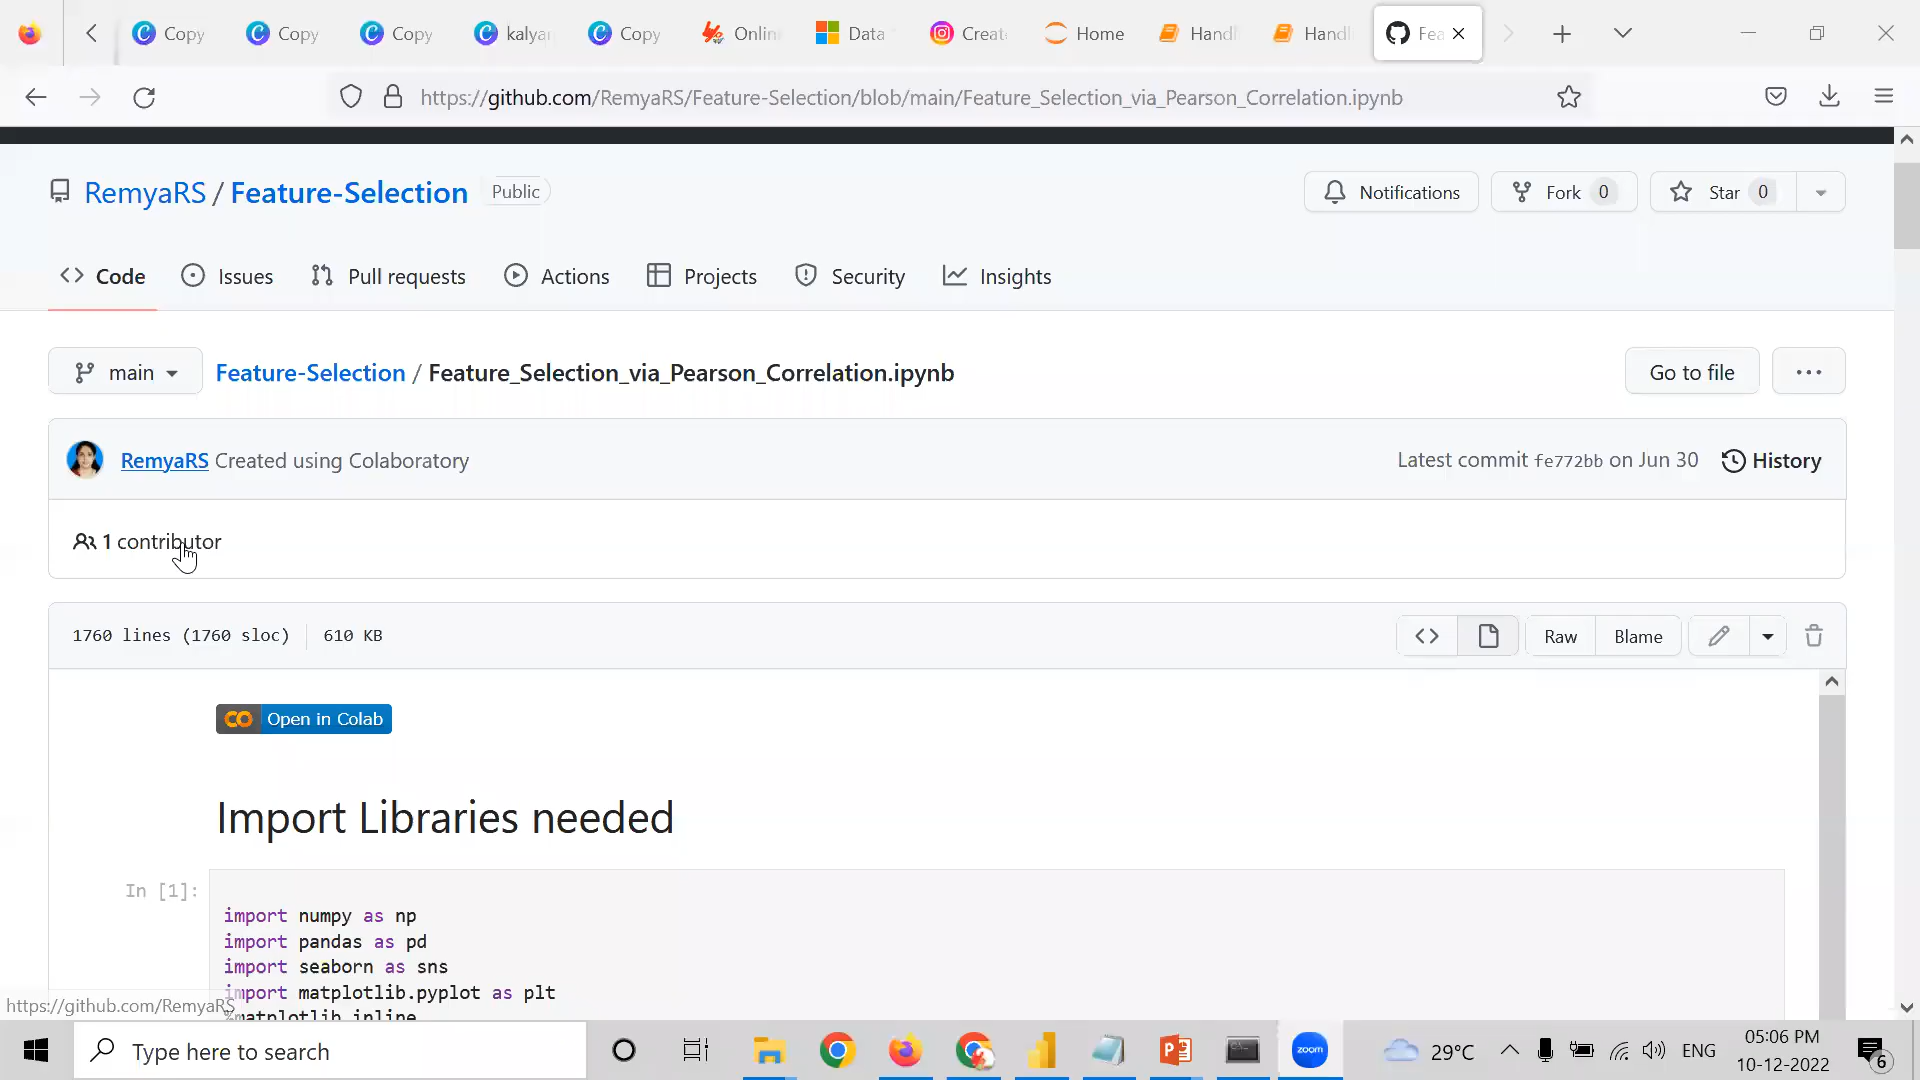 Copy
Copy
Copy
kalya
Copy
Onlin
Data
Creat
Home
Handl
Handl
Fea
https://github.com/RemyaRS/Feature-Selection/blob/main/Feature_Selection_via_Pearson_Correlation.ipynb
RemyaRS / Feature-Selection Public
Notifications
Fork 0
Star 0
Code
Issues
Pull requests
Actions
Projects
Security
Insights
main
Feature-Selection / Feature_Selection_via_Pearson_Correlation.ipynb
Go to file
RemyaRS Created using Colaboratory
Latest commit fe772bb on Jun 30
History
1 contributor
1760 lines (1760 sloc) 610 KB
Raw
Blame
Open in Colab
Import Libraries needed
In [1]:
import numpy as np
import pandas as pd
import seaborn as sns
import matplotlib.pyplot as plt
%matplotlib inline
https://github.com/RemyaRS
Type here to search
zoom
29°C
ENG
05:06 PM
10-12-2022
6